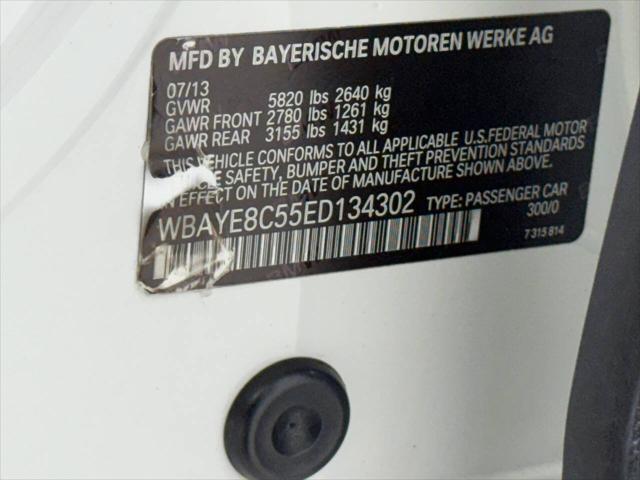 MFD BY BAYERISCHE MOTOREN WERKE AG
07/13
GVWR 5820 lbs 2640 kg
GAWR FRONT 2780 lbs 1261 kg
GAWR REAR 3155 lbs 1431 kg
THIS VEHICLE CONFORMS TO ALL APPLICABLE U.S.FEDERAL MOTOR
VEHICLE SAFETY, BUMPER AND THEFT PREVENTION STANDARDS
IN EFFECT ON THE DATE OF MANUFACTURE SHOWN ABOVE.
WBAYE8C55ED134302 TYPE: PASSENGER CAR
300/0
7 315 814